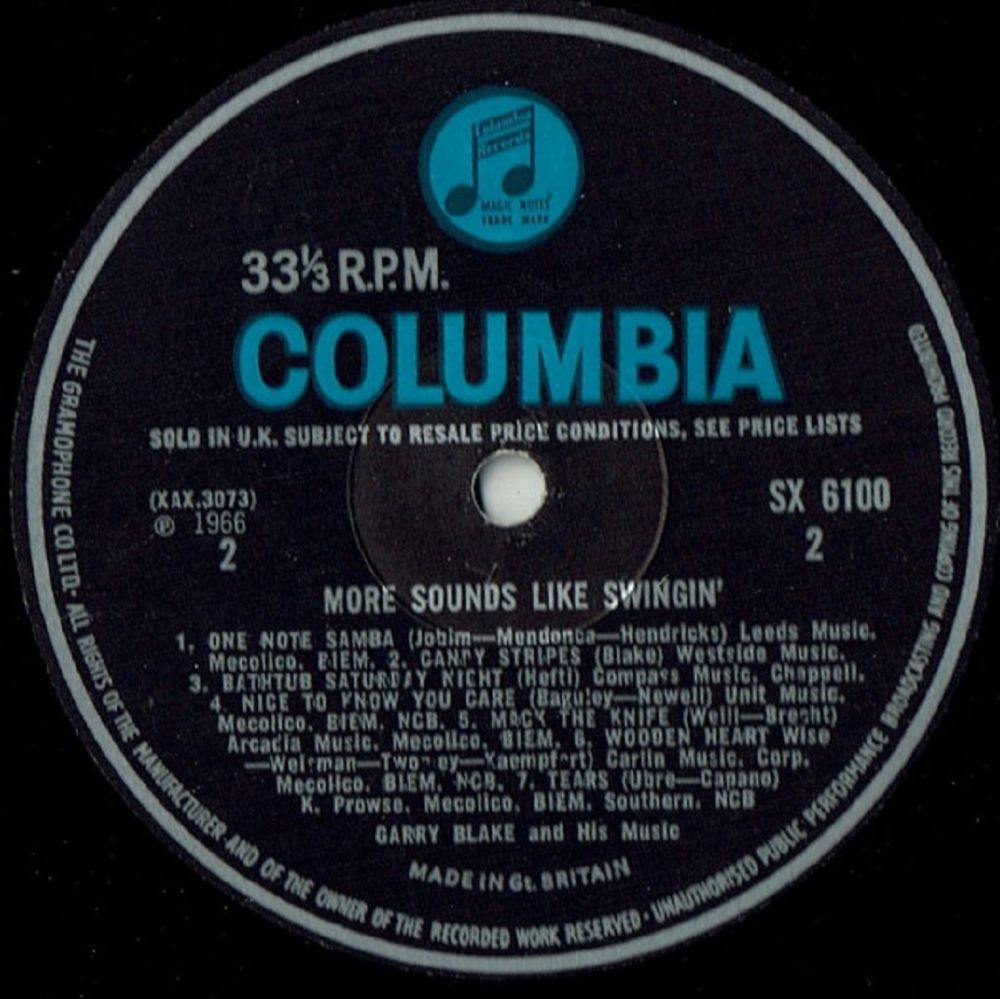 Columbia
Records
MAGIC NOTES
TRADE MARK
33⅓ R.P.M.
COLUMBIA
SOLD IN U.K. SUBJECT TO RESALE PRICE CONDITIONS, SEE PRICE LISTS
(XAX.3073)
℗ 1966
2
SX 6100
2
MORE SOUNDS LIKE SWINGIN'
1. ONE NOTE SAMBA (Jobim—Mendonca—Hendricks) Leeds Music.
Mecolico. BIEM. 2. CANDY STRIPES (Blake) Westside Music.
3. BATHTUB SATURDAY NIGHT (Hefti) Compass Music. Chappell.
4. NICE TO KNOW YOU CARE (Baguley—Newell) Unit Music.
Mecolico. BIEM. NCB. 5. MACK THE KNIFE (Weill—Brecht)
Arcadia Music. Mecolico. BIEM. 6. WOODEN HEART Wise
—Weisman—Twomey—Kaempfert) Carlin Music. Corp.
Mecolico. BIEM. NCB. 7. TEARS (Ubre—Capano)
K. Prowse. Mecolico. BIEM. Southern. NCB
GARRY BLAKE and His Music
MADE IN Gt. BRITAIN
THE GRAMOPHONE CO. LTD. ALL RIGHTS OF THE MANUFACTURER AND OF THE OWNER OF THE RECORDED WORK RESERVED · UNAUTHORISED PUBLIC PERFORMANCE BROADCASTING AND COPYING OF THIS RECORD PROHIBITED